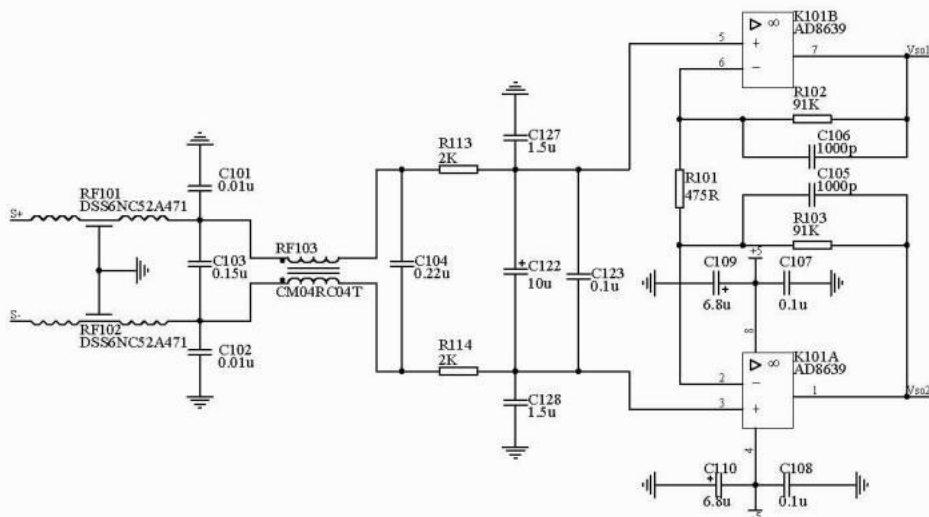 K101B
AD8639
∞
5
+
6
−
7
Vso1
R102
91K
C106
1000p
C105
1000p
R103
91K
R101
475R
C127
1.5u
R113
2K
C101
0.01u
RF101
DSS6NC52A471
S+
C103
0.15u
RF103
CM04RC04T
C104
0.22u
C122
+
10u
C123
0.1u
S-
RF102
DSS6NC52A471
C102
0.01u
R114
2K
C128
1.5u
C109
+
6.8u
+5
C107
0.1u
8
K101A
AD8639
∞
2
−
3
+
1
Vso2
4
C110
+
6.8u
C108
0.1u